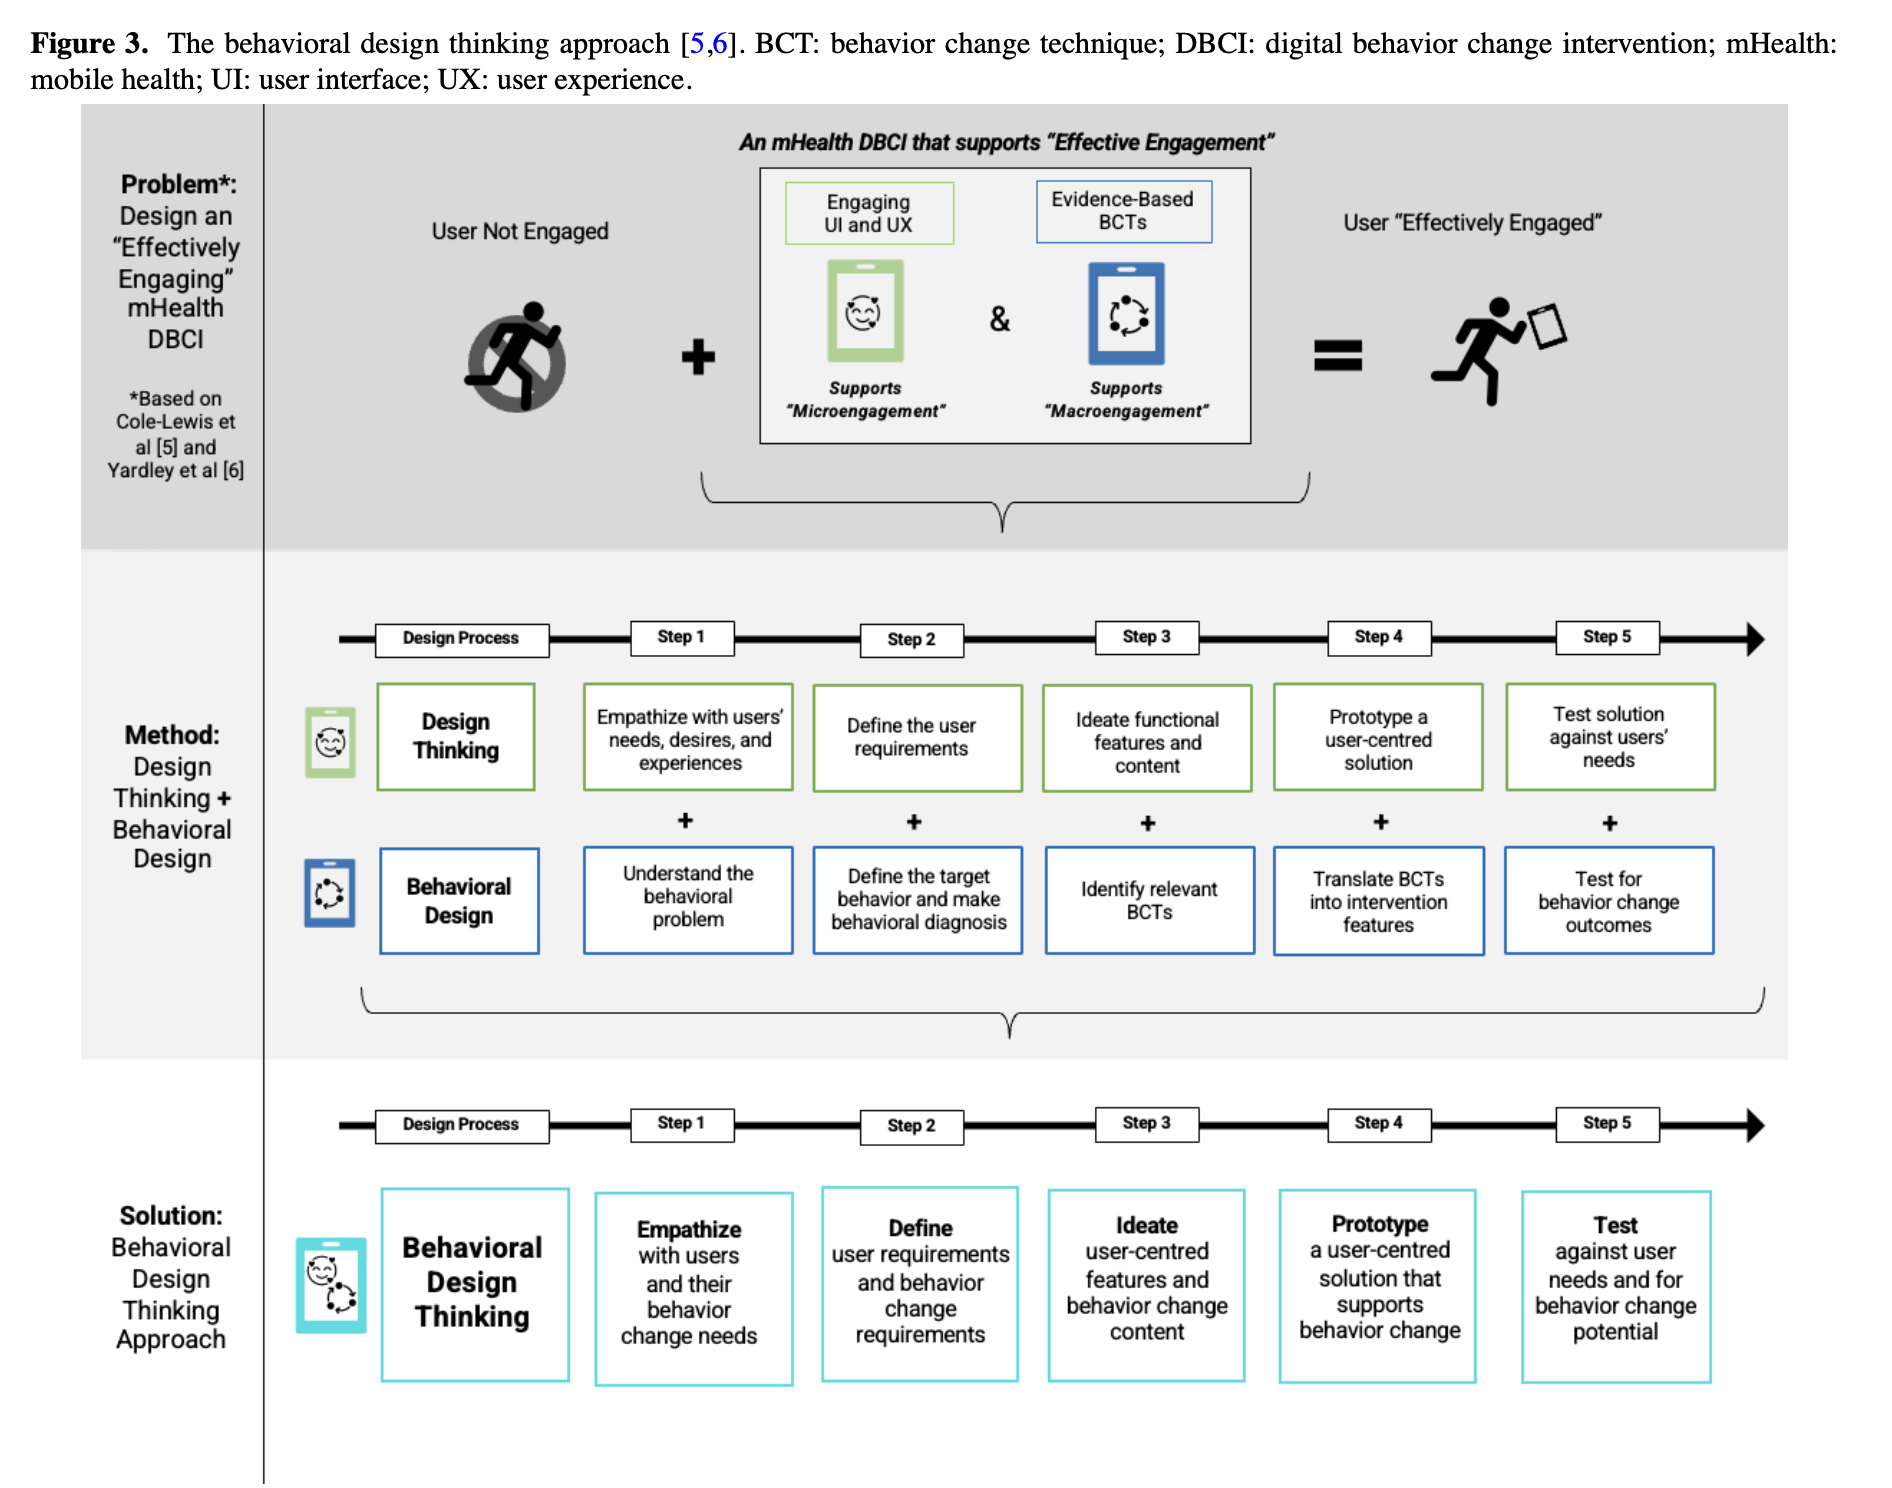 Figure 3. The behavioral design thinking approach [5,6]. BCT: behavior change technique; DBCI: digital behavior change intervention; mHealth:
mobile health; UI: user interface; UX: user experience.
Problem*:
Design an
“Effectively
Engaging”
mHealth
DBCI
*Based on
Cole-Lewis et
al [5] and
Yardley et al [6]
An mHealth DBCI that supports “Effective Engagement”
User Not Engaged
+
Engaging
UI and UX
Supports
“Microengagement”
&
Evidence-Based
BCTs
Supports
“Macroengagement”
=
User “Effectively Engaged”
Method:
Design
Thinking +
Behavioral
Design
Design Process
Step 1
Step 2
Step 3
Step 4
Step 5
Design
Thinking
Empathize with users’
needs, desires, and
experiences
Define the user
requirements
Ideate functional
features and
content
Prototype a
user-centred
solution
Test solution
against users’
needs
+
+
+
+
+
Behavioral
Design
Understand the
behavioral
problem
Define the target
behavior and make
behavioral diagnosis
Identify relevant
BCTs
Translate BCTs
into intervention
features
Test for
behavior change
outcomes
Solution:
Behavioral
Design
Thinking
Approach
Design Process
Step 1
Step 2
Step 3
Step 4
Step 5
Behavioral
Design
Thinking
Empathize
with users
and their
behavior
change needs
Define
user requirements
and behavior
change
requirements
Ideate
user-centred
features and
behavior change
content
Prototype
a user-centred
solution that
supports
behavior change
Test
against user
needs and for
behavior change
potential